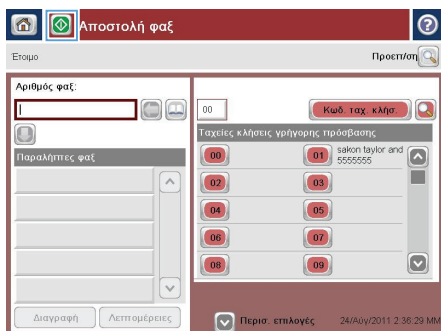 Αποστολή φαξ
Έτοιμο
Προεπ/ση
Αριθμός φαξ:
Παραλήπτες φαξ
Διαγραφή
Λεπτομέρειες
00
Κωδ. ταχ. κλήσ.
Ταχείες κλήσεις γρήγορης πρόσβασης
00
01 sakon taylor and
5555555
02 03
04 05
06 07
08 09
Περισ. επιλογές
24/Αύγ/2011 2:36:29 MM